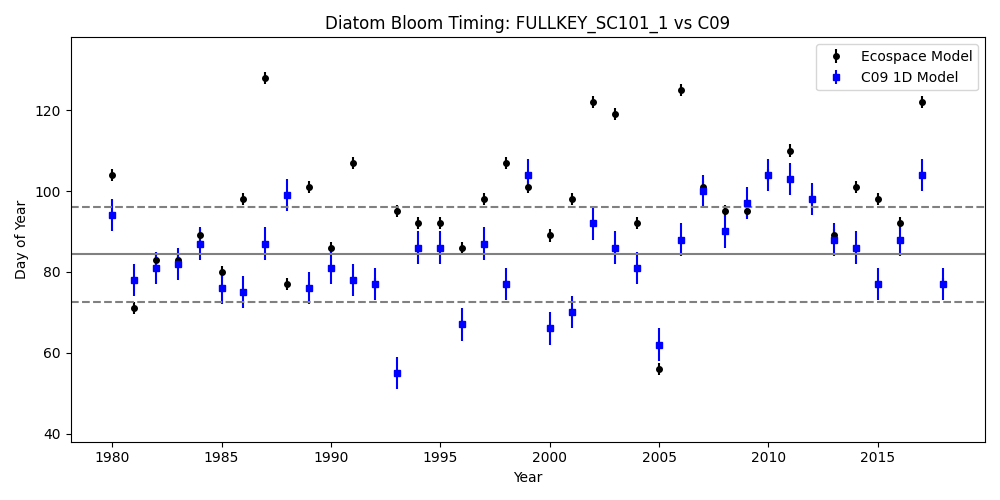 Diatom Bloom Timing: FULLKEY_SC101_1 vs C09
Ecospace Model
C09 1D Model
Day of Year
120
100
80
60
40
1980 1985 1990 1995 2000 2005 2010 2015
Year